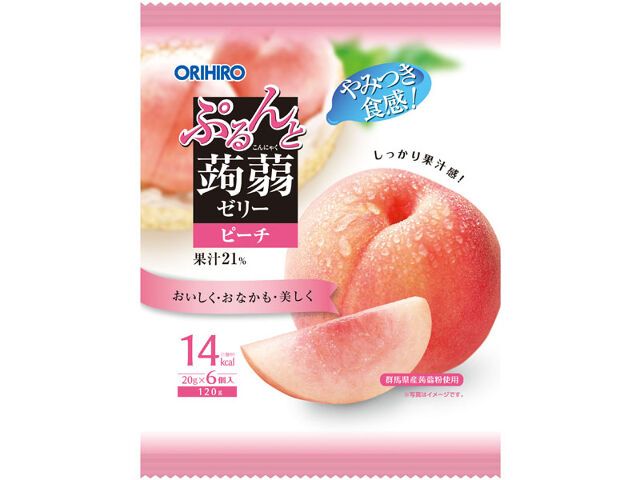 ORIHIRO
やみつき
食感!
ぷるんと
こんにゃく
蒟蒻
ゼリー
ピーチ
果汁21%
しっかり果汁感!
おいしく・おなかも・美しく
14kcal
20g×6個入
120g
群馬県産蒟蒻粉使用
※写真はイメージです。